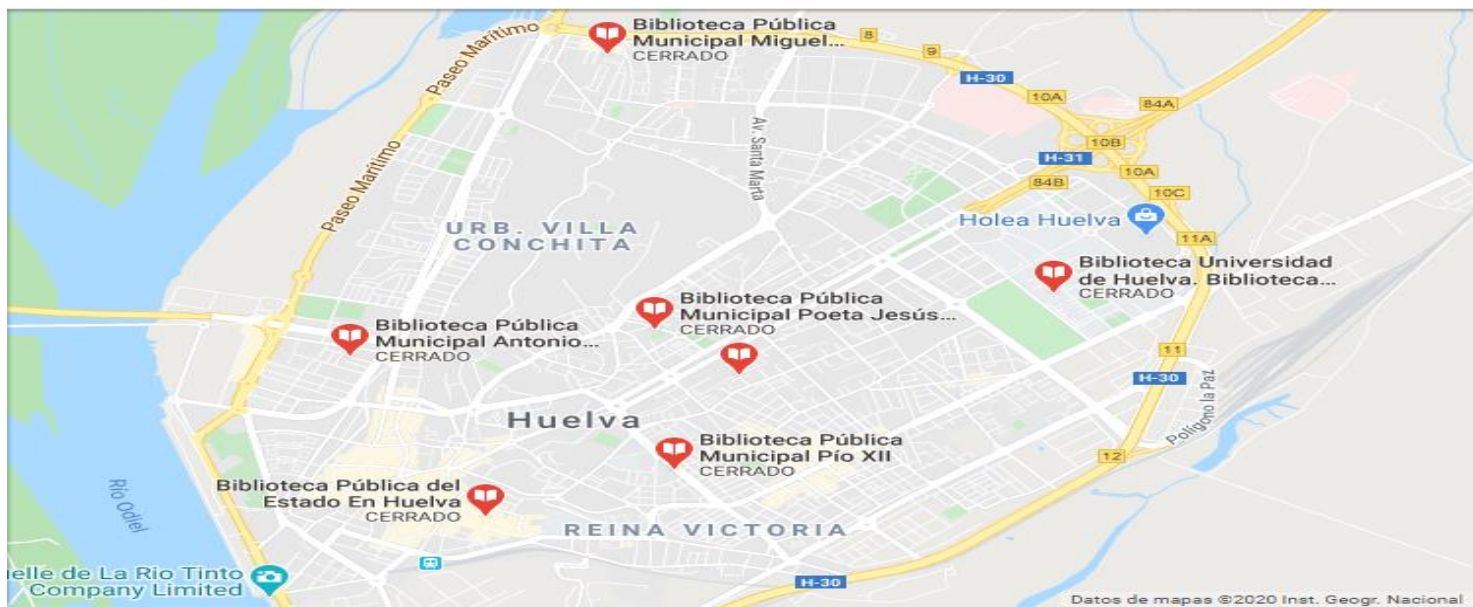 Biblioteca Pública
Municipal Miguel...
CERRADO
Paseo Marítimo
8
9
H-30
10A
84A
10B
H-31
10A
84B
10C
Av. Santa Marta
Paseo Marítimo
URB. VILLA
CONCHITA
Holea Huelva
11A
Biblioteca Universidad
de Huelva. Biblioteca...
CERRADO
Biblioteca Pública
Municipal Poeta Jesús...
CERRADO
Biblioteca Pública
Municipal Antonio...
CERRADO
11
H-30
Polígono la Paz
Huelva
Biblioteca Pública
Municipal Pío XII
CERRADO
12
Biblioteca Pública del
Estado En Huelva
CERRADO
Río Odiel
REINA VICTORIA
elle de La Rio Tinto
Company Limited
H-30
Datos de mapas ©2020 Inst. Geogr. Nacional